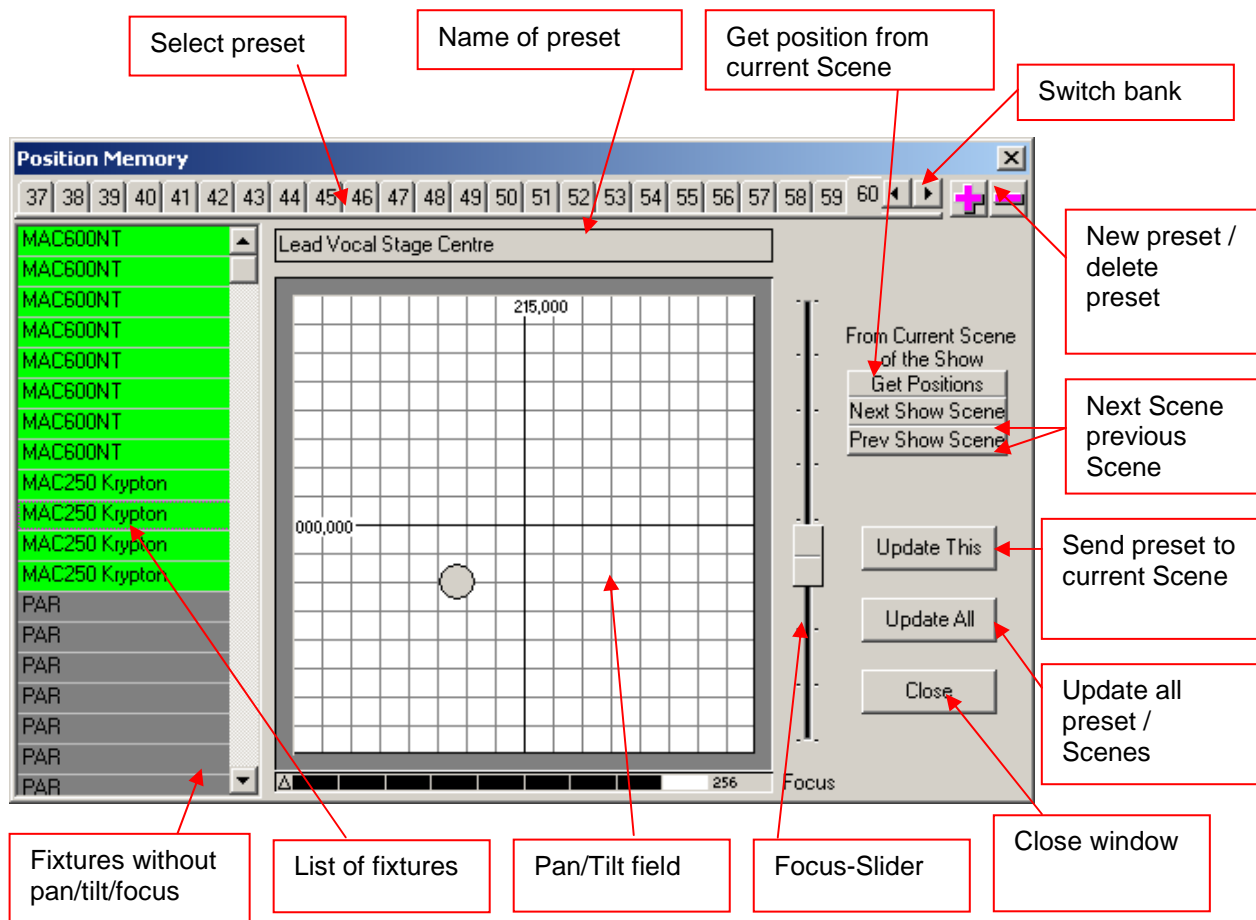 Select preset
Name of preset
Get position from
current Scene
Switch bank
Position Memory
37 38 39 40 41 42 43 44 45 46 47 48 49 50 51 52 53 54 55 56 57 58 59 60
New preset /
delete
preset
MAC600NT
MAC600NT
MAC600NT
MAC600NT
MAC600NT
MAC600NT
MAC600NT
MAC600NT
MAC250 Krypton
MAC250 Krypton
MAC250 Krypton
MAC250 Krypton
PAR
PAR
PAR
PAR
PAR
PAR
PAR
Lead Vocal Stage Centre
215,000
000,000
256
Focus
From Current Scene
of the Show
Get Positions
Next Show Scene
Prev Show Scene
Next Scene
previous
Scene
Update This
Send preset to
current Scene
Update All
Update all
preset /
Scenes
Close
Close window
Fixtures without
pan/tilt/focus
List of fixtures
Pan/Tilt field
Focus-Slider